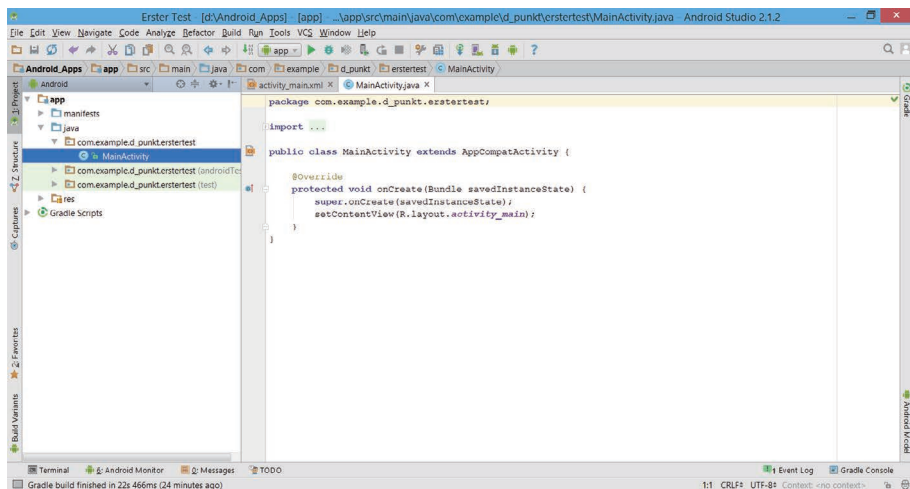 Erster Test - [d:\Android_Apps] - [app] - ...\app\src\main\java\com\example\d_punkt\erstertest\MainActivity.java - Android Studio 2.1.2
File Edit View Navigate Code Analyze Refactor Build Run Tools VCS Window Help
app
Android_Apps app src main java com example d_punkt erstertest MainActivity
Android
activity_main.xml × MainActivity.java ×
1: Project
Z: Structure
Captures
2: Favorites
Build Variants
app
manifests
java
com.example.d_punkt.erstertest
MainActivity
com.example.d_punkt.erstertest (androidTe
com.example.d_punkt.erstertest (test)
res
Gradle Scripts
package com.example.d_punkt.erstertest;
import ...
public class MainActivity extends AppCompatActivity {
@Override
protected void onCreate(Bundle savedInstanceState) {
super.onCreate(savedInstanceState);
setContentView(R.layout.activity_main);
}
}
Gradle
Android Model
Terminal 6: Android Monitor 0: Messages TODO
1 Event Log Gradle Console
Gradle build finished in 22s 466ms (24 minutes ago)
1:1 CRLF÷ UTF-8÷ Context: <no context>